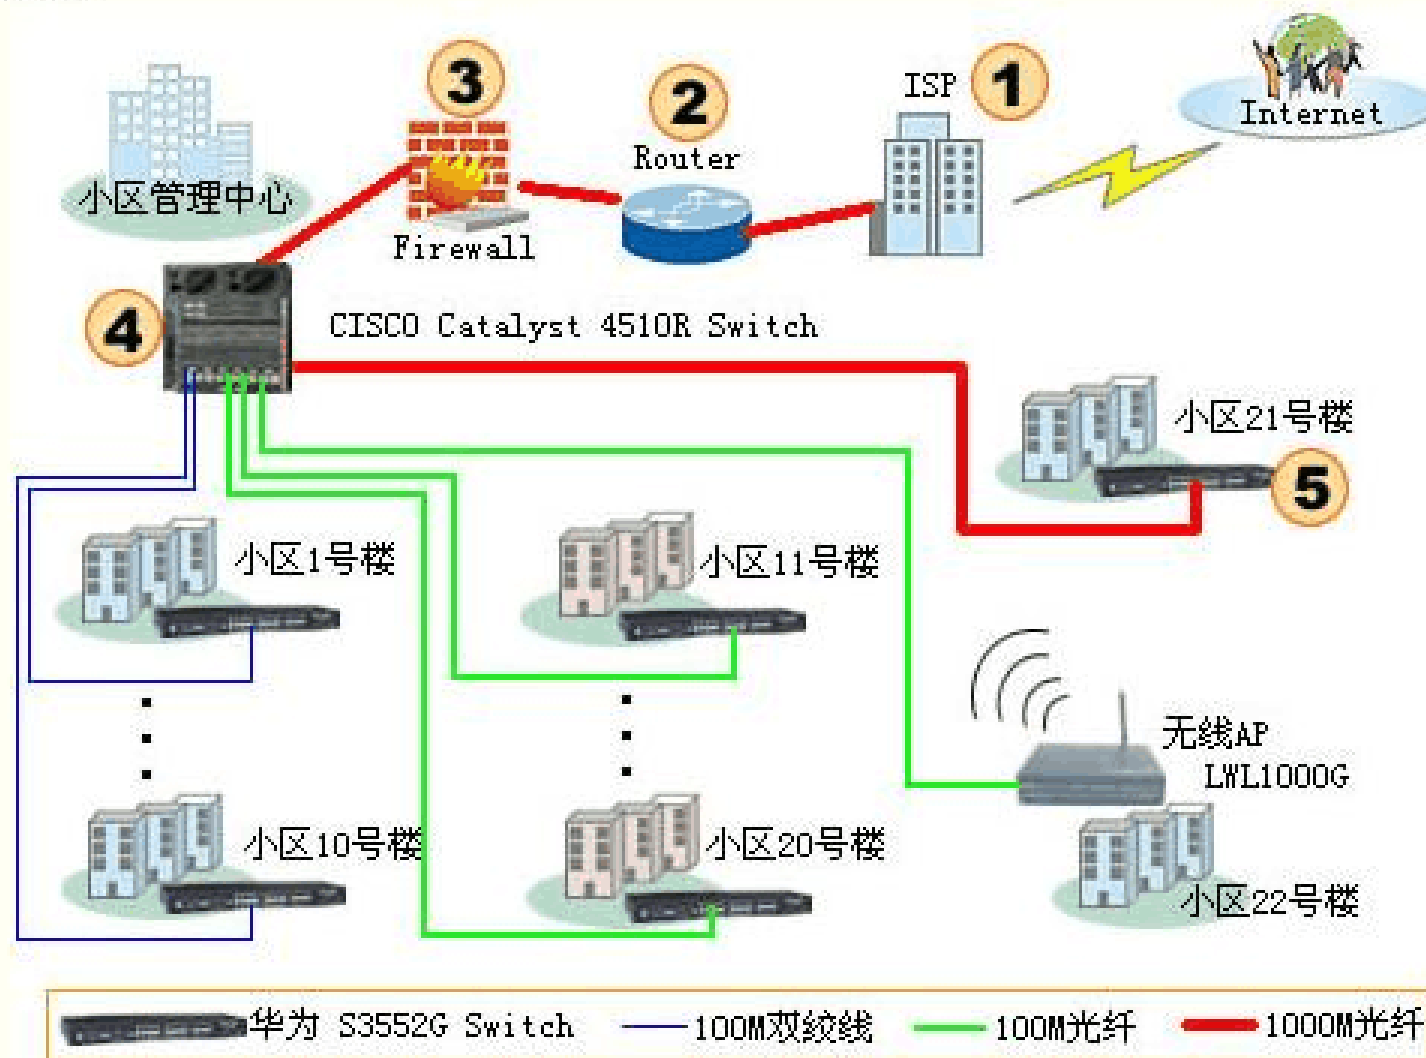 ISP
1
Internet
3
2
Router
小区管理中心
Firewall
4
CISCO Catalyst 4510R Switch
小区21号楼
5
小区1号楼
小区11号楼
无线AP
LWL1000G
小区10号楼
小区20号楼
小区22号楼
华为 S3552G Switch
100M双绞线
100M光纤
1000M光纤